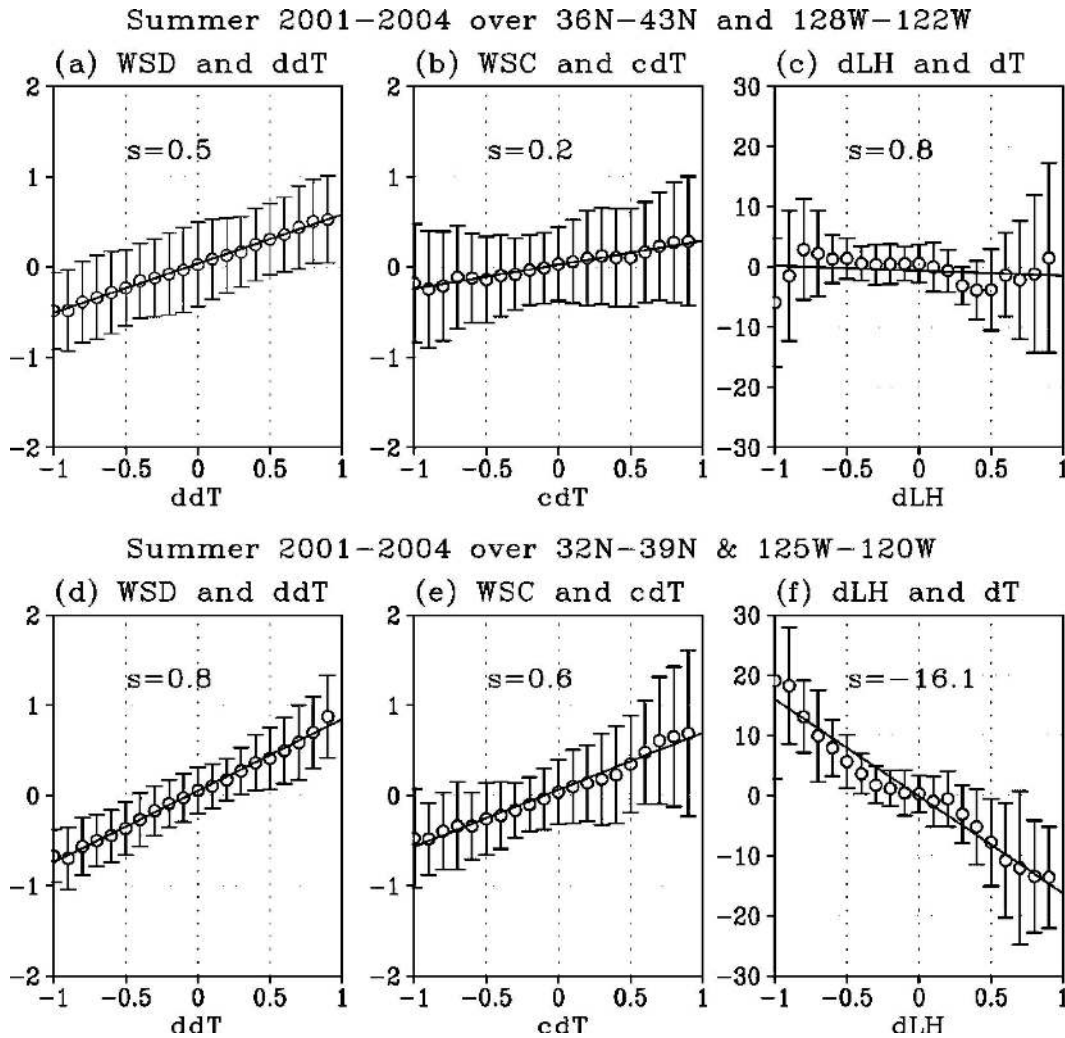 Summer 2001-2004 over 36N-43N and 128W-122W
(a) WSD and ddT (b) WSC and cdT (c) dLH and dT
2 2 30
20
s=0.5 s=0.2 s=0.8
1 1 10
0 0 0
-1 -1 -10
-20
-2 -2 -30
-1 -0.5 0 0.5 1 -1 -0.5 0 0.5 1 -1 -0.5 0 0.5 1
ddT cdT dLH
Summer 2001-2004 over 32N-39N & 125W-120W
(d) WSD and ddT (e) WSC and cdT (f) dLH and dT
2 2 30
20
s=0.8 s=0.6 s=-16.1
1 1 10
0 0 0
-1 -1 -10
-20
-2 -2 -30
-1 -0.5 0 0.5 1 -1 -0.5 0 0.5 1 -1 -0.5 0 0.5 1
ddT cdT dLH